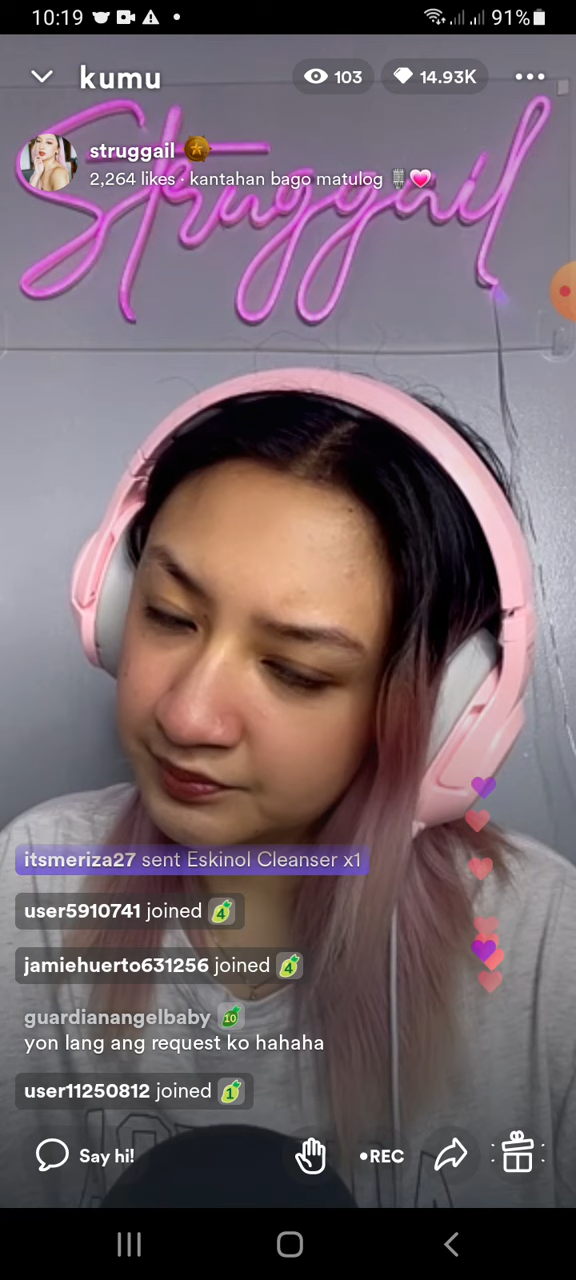 10:19
91%
kumu
103
14.93K
struggail
2,264 likes · kantahan bago matulog
Struggail
itsmeriza27 sent Eskinol Cleanser x1
user5910741 joined 4
jamiehuerto631256 joined 4
guardianangelbaby 10
yon lang ang request ko hahaha
user11250812 joined 1
Say hi!
•REC